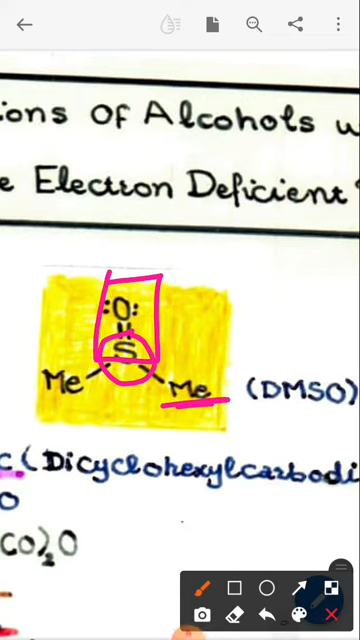 ions Of Alcohols w
e Electron Deficient
:O:
S
Me Me (DMSO)
c (Dicyclohexylcarbodi
O
CO)2O